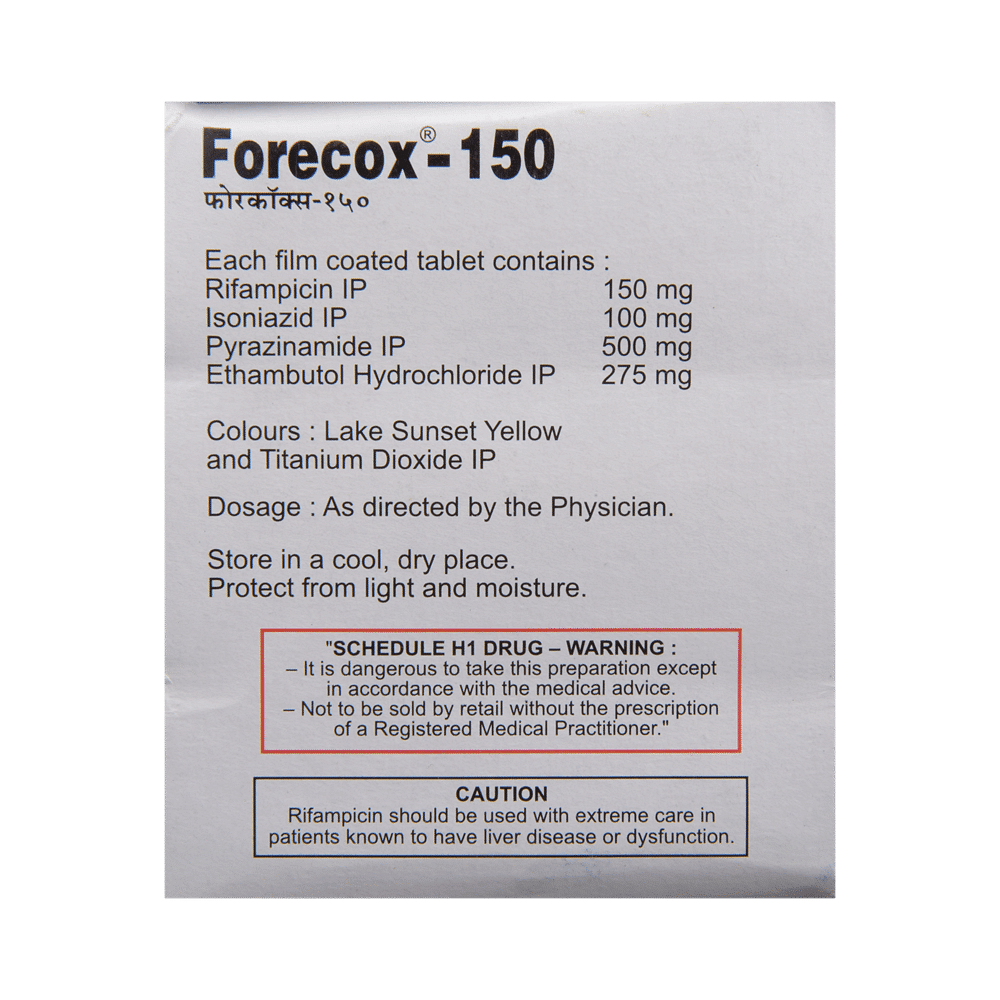 Forecox®-150
फोरकॉक्स-१५०
Each film coated tablet contains :
Rifampicin IP 150 mg
Isoniazid IP 100 mg
Pyrazinamide IP 500 mg
Ethambutol Hydrochloride IP 275 mg
Colours : Lake Sunset Yellow
and Titanium Dioxide IP
Dosage : As directed by the Physician.
Store in a cool, dry place.
Protect from light and moisture.
"SCHEDULE H1 DRUG – WARNING :
– It is dangerous to take this preparation except
in accordance with the medical advice.
– Not to be sold by retail without the prescription
of a Registered Medical Practitioner."
CAUTION
Rifampicin should be used with extreme care in
patients known to have liver disease or dysfunction.